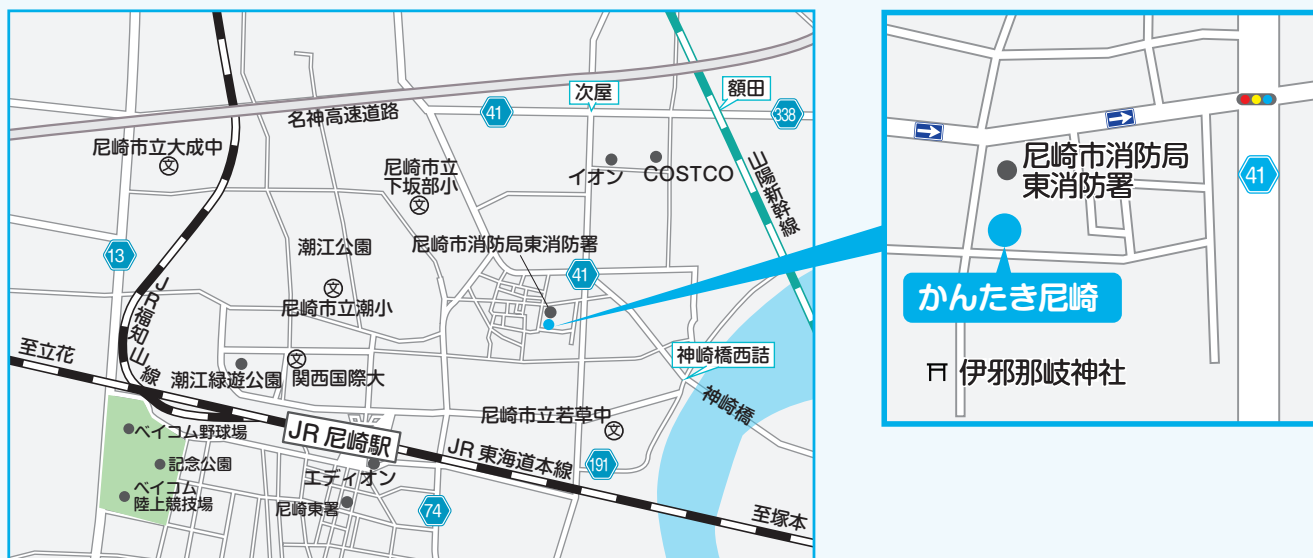 次屋
額田
41
338
名神高速道路
尼崎市立大成中
文
尼崎市立
下坂部小
文
イオン
COSTCO
山陽新幹線
潮江公園
尼崎市消防局東消防署
13
41
尼崎市立潮小
文
JR福知山線
至立花
潮江緑遊公園
文
関西国際大
神崎橋西詰
神崎橋
尼崎市立若草中
文
JR 尼崎駅
JR 東海道本線
191
ベイコム野球場
記念公園
ベイコム
陸上競技場
エディオン
尼崎東署
74
至塚本
尼崎市消防局
東消防署
41
かんたき尼崎
伊邪那岐神社